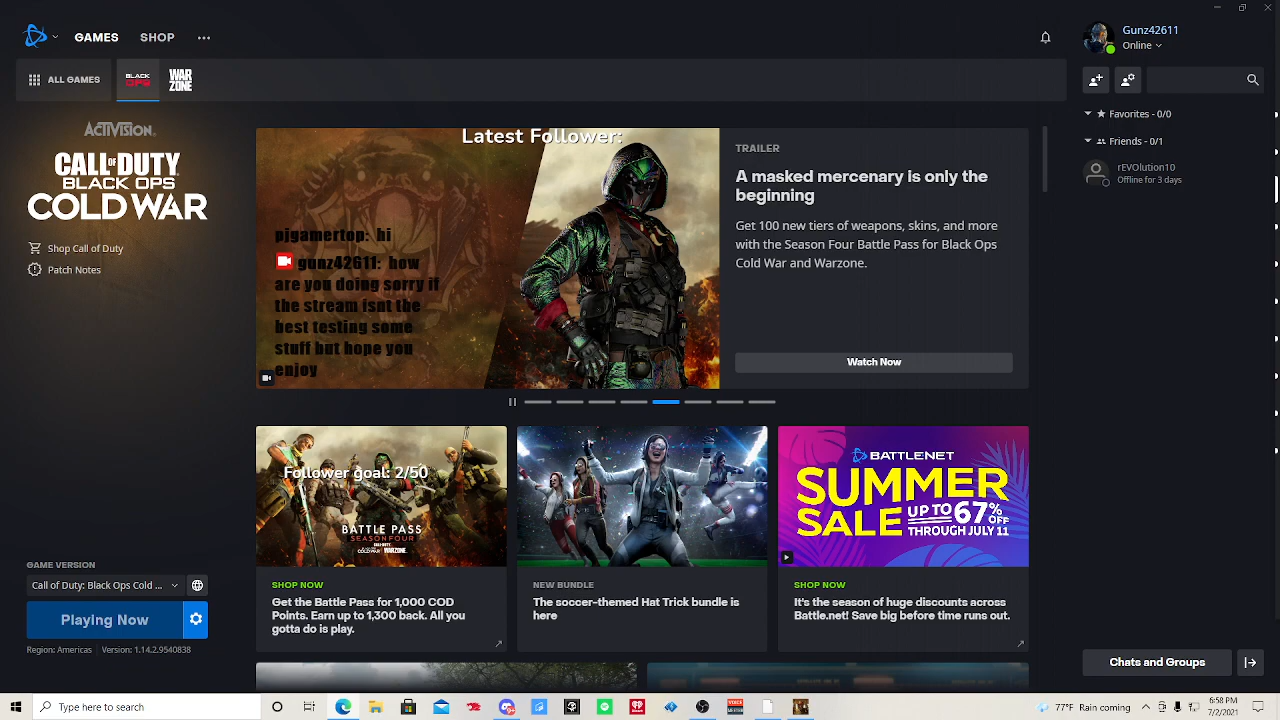 GAMES
SHOP
Gunz42611
Online
ALL GAMES
BLACK OPS
WAR ZONE
Favorites - 0/0
Friends - 0/1
rEVOlution10
Offline for 3 days
ACTIVISION
CALL OF DUTY
BLACK OPS
COLD WAR
Shop Call of Duty
Patch Notes
Latest Follower:
pjgamertop: hi
gunz42611: how
are you doing sorry if
the stream isnt the
best testing some
stuff but hope you
enjoy
TRAILER
A masked mercenary is only the
beginning
Get 100 new tiers of weapons, skins, and more
with the Season Four Battle Pass for Black Ops
Cold War and Warzone.
Watch Now
Follower goal: 2/50
BATTLE PASS
SEASON FOUR
COLD WAR WARZONE
SHOP NOW
Get the Battle Pass for 1,000 COD
Points. Earn up to 1,300 back. All you
gotta do is play.
NEW BUNDLE
The soccer-themed Hat Trick bundle is
here
BATTLENET
SUMMER
SALE UP TO 67% OFF
THROUGH JULY 11
SHOP NOW
It's the season of huge discounts across
Battle.net! Save big before time runs out.
GAME VERSION
Call of Duty: Black Ops Cold ...
Playing Now
Region: Americas
Version: 1.14.2.9540838
Chats and Groups
Type here to search
77°F Raining coming
6:58 PM
7/2/2021